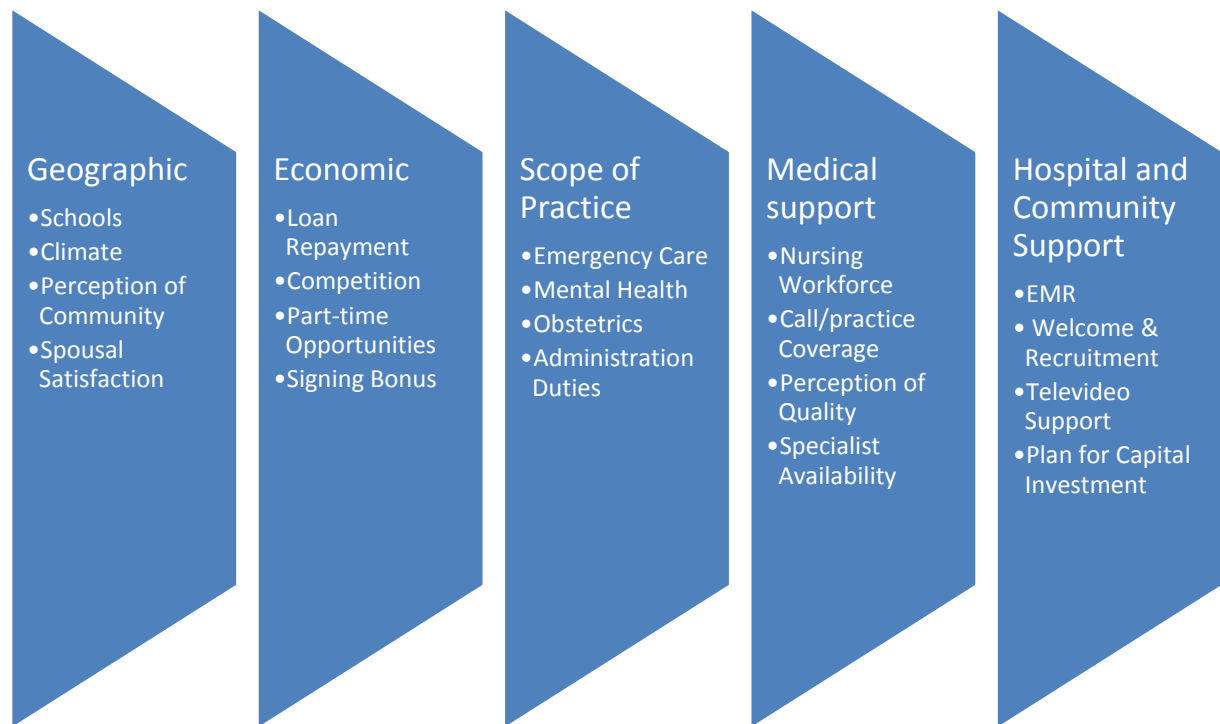 Geographic
•Schools
•Climate
•Perception of
Community
•Spousal
Satisfaction
Economic
•Loan
Repayment
•Competition
•Part-time
Opportunities
•Signing Bonus
Scope of
Practice
•Emergency Care
•Mental Health
•Obstetrics
•Administration
Duties
Medical
support
•Nursing
Workforce
•Call/practice
Coverage
•Perception of
Quality
•Specialist
Availability
Hospital and
Community
Support
•EMR
• Welcome &
Recruitment
•Televideo
Support
•Plan for Capital
Investment